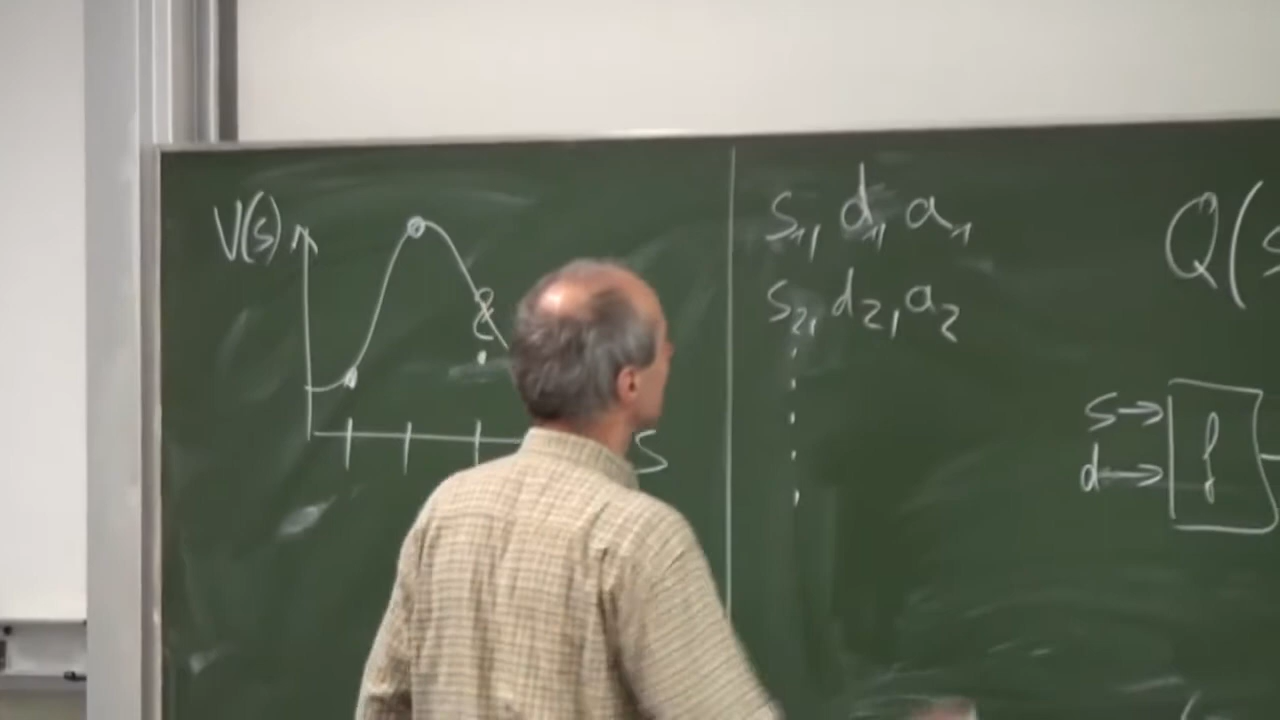 V(s)
S
s₁, d₁, a₁
s₂, d₂, a₂
Q(s
s →
d →
f